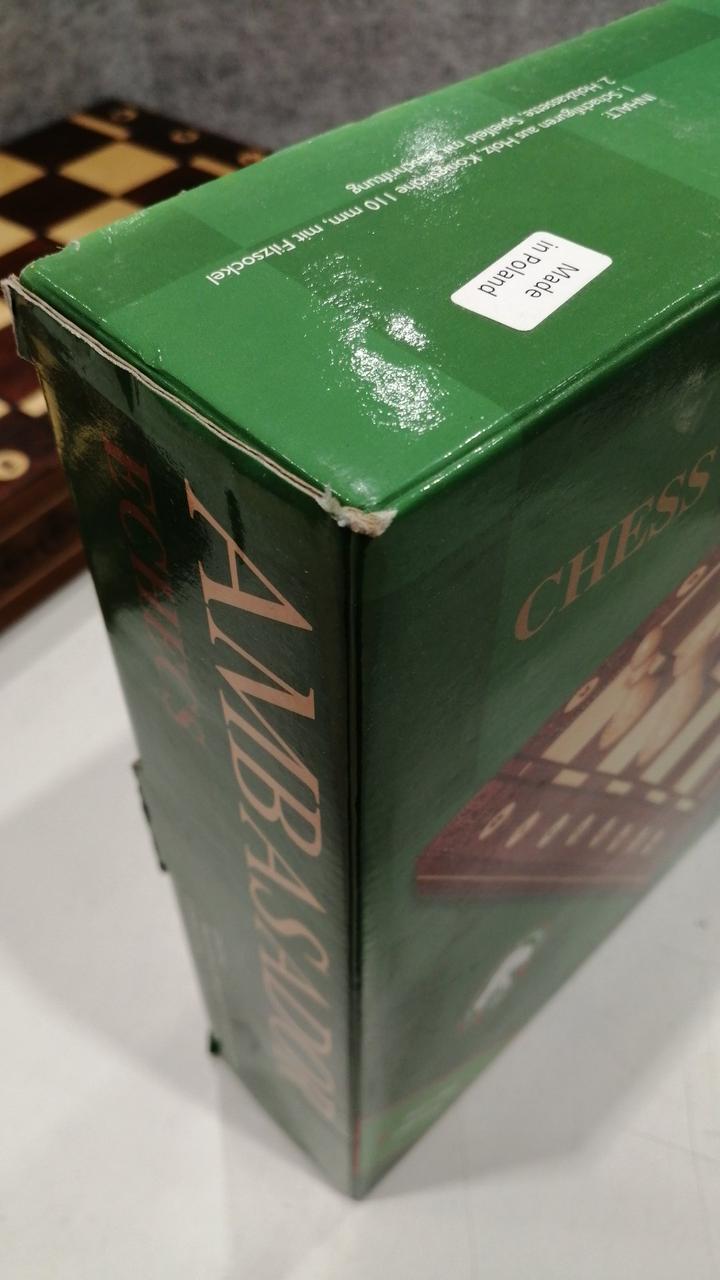 INHALT:
1. Schachfiguren aus Holz, Königshöhe 110 mm, mit Filzsockel
2. Holzkassette Spielfeld mit Beschriftung
Made
in Poland
AMBASADOR
ECHECS
CHESS